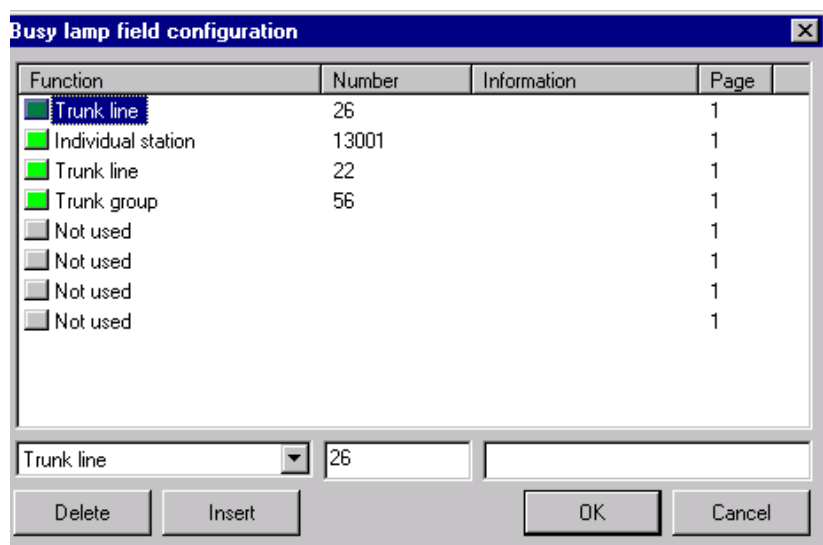 Busy lamp field configuration
Function Number Information Page
Trunk line 26 1
Individual station 13001 1
Trunk line 22 1
Trunk group 56 1
Not used 1
Not used 1
Not used 1
Not used 1
Trunk line 26
Delete Insert OK Cancel